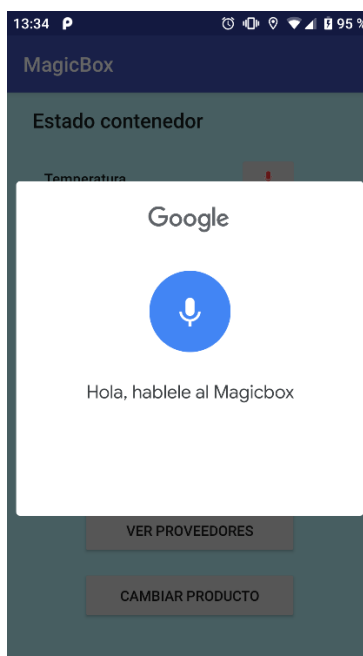 13:34 95 %
MagicBox
Estado contenedor
Temperatura
Google
Hola, hablele al Magicbox
VER PROVEEDORES
CAMBIAR PRODUCTO